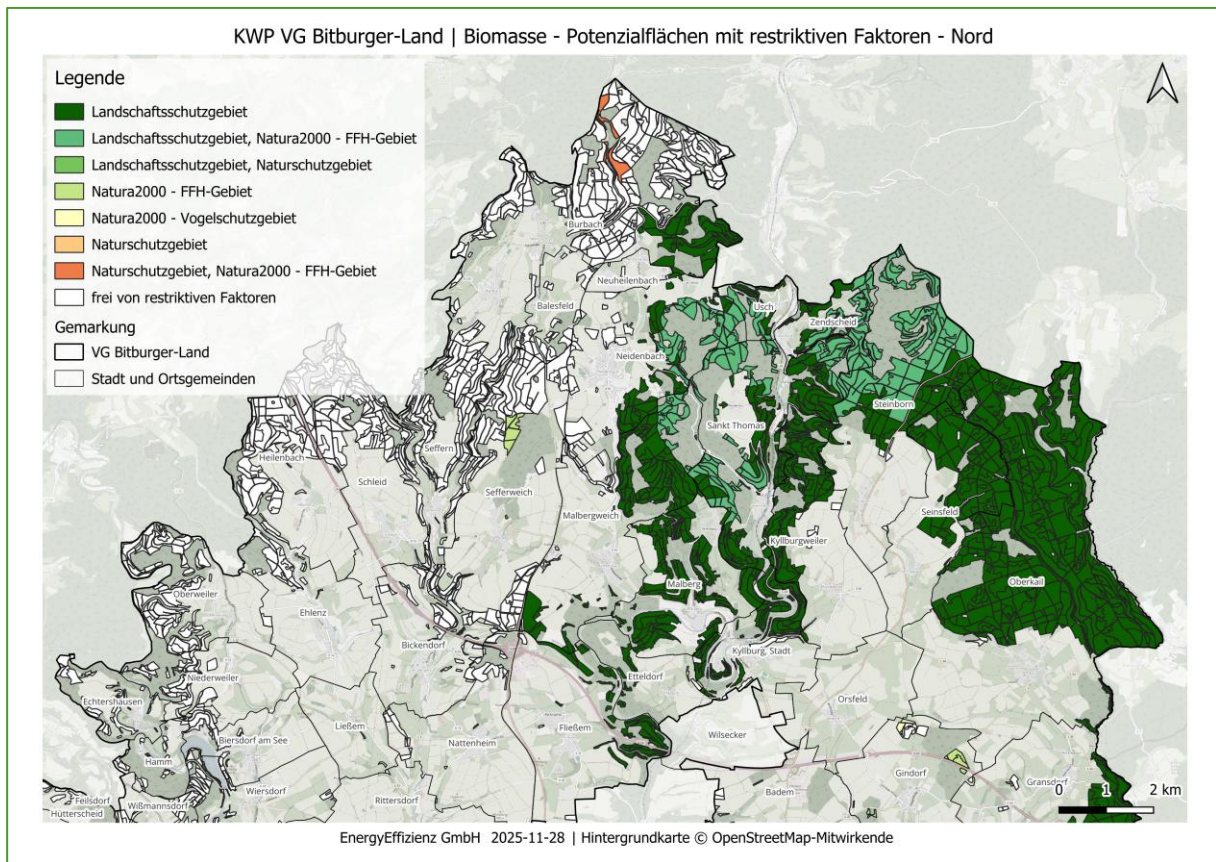 KWP VG Bitburger-Land | Biomasse - Potenzialflächen mit restriktiven Faktoren - Nord
Legende
Landschaftsschutzgebiet
Landschaftsschutzgebiet, Natura2000 - FFH-Gebiet
Landschaftsschutzgebiet, Naturschutzgebiet
Natura2000 - FFH-Gebiet
Natura2000 - Vogelschutzgebiet
Naturschutzgebiet
Naturschutzgebiet, Natura2000 - FFH-Gebiet
frei von restriktiven Faktoren
Gemarkung
VG Bitburger-Land
Stadt und Ortsgemeinden
Burbach
Neuheilenbach
Balesfeld
Usch
Zendscheid
Neidenbach
Steinborn
Sankt Thomas
Seffern
Heilenbach
Schleid
Sefferweich
Malbergweich
Seinsfeld
Kyllburgweiler
Oberkail
Malberg
Oberweiler
Ehlenz
Bickendorf
Kyllburg, Stadt
Etteldorf
Niederweiler
Echtershausen
Orsfeld
Ließem
Biersdorf am See
Nattenheim
Fließem
Wilsecker
Hamm
Wiersdorf
Gindorf
Gransdorf
Badem
Feilsdorf
Hütterscheid
Wißmannsdorf
Rittersdorf
0 1 2 km
EnergyEffizienz GmbH 2025-11-28 | Hintergrundkarte © OpenStreetMap-Mitwirkende